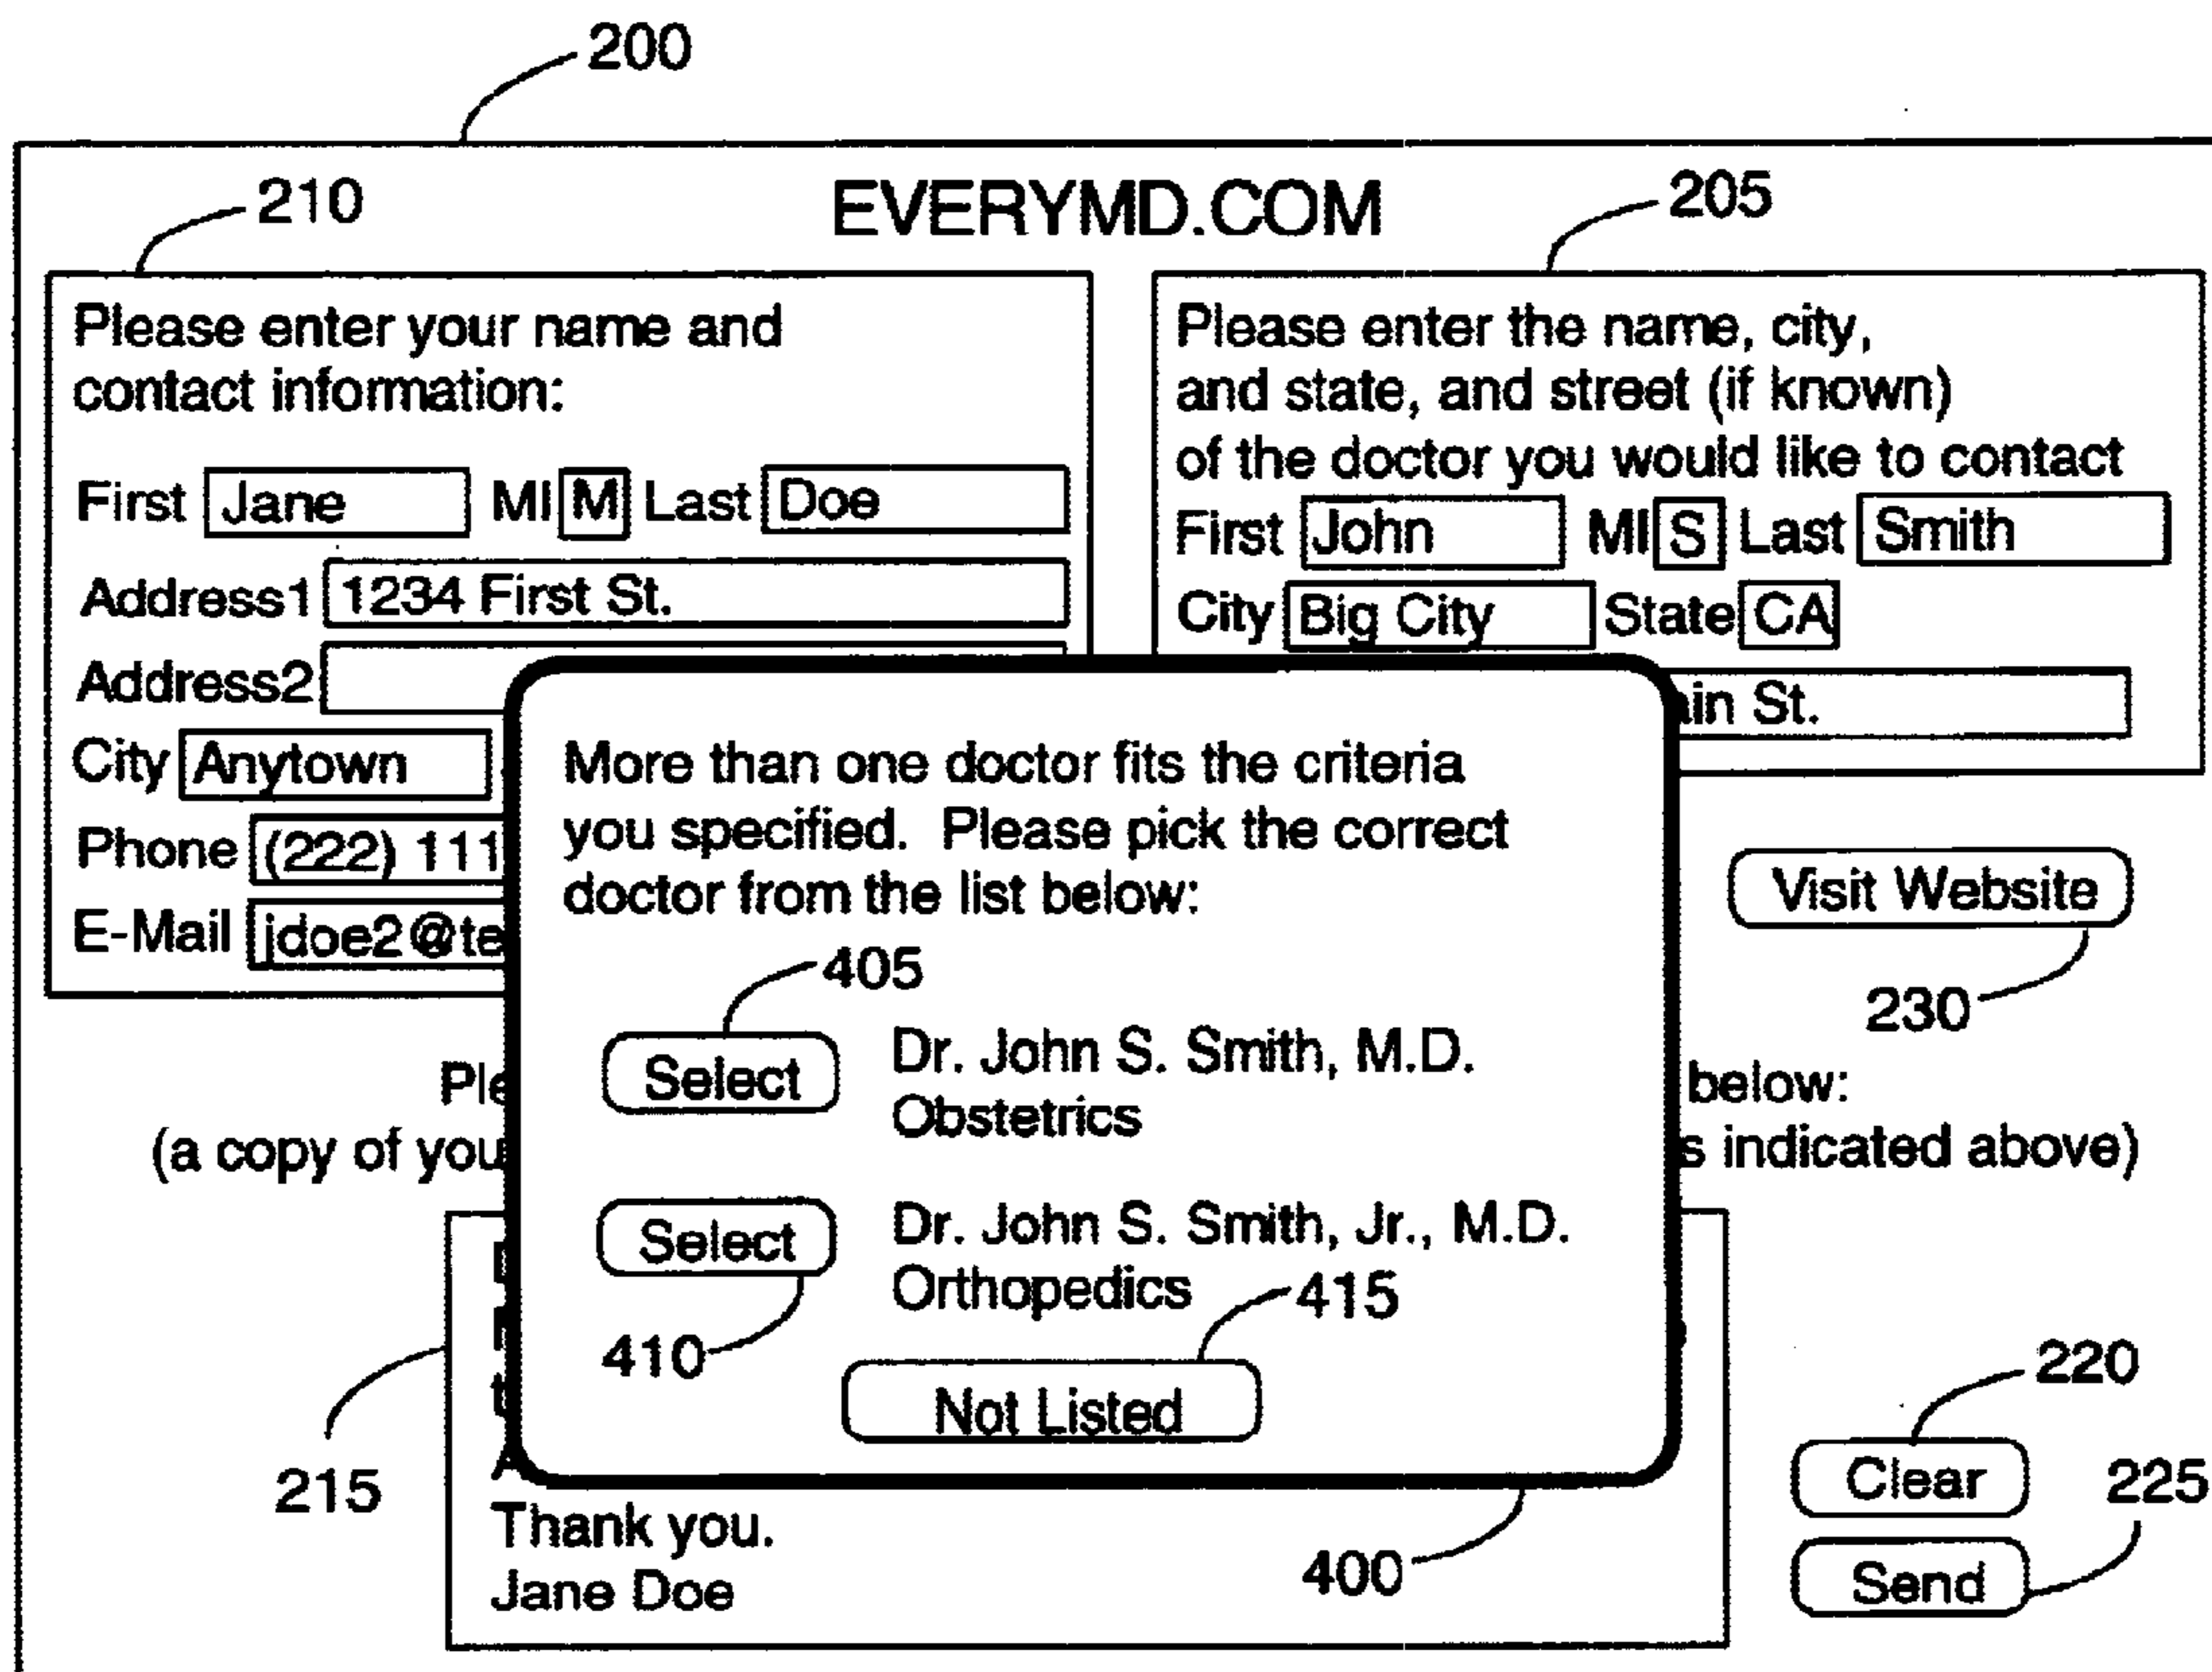 200
210 EVERYMD.COM 205
Please enter your name and
contact information:
First Jane MI M Last Doe
Address1 1234 First St.
Address2
City Anytown
Phone (222) 111
E-Mail jdoe2@te
Please enter the name, city,
and state, and street (if known)
of the doctor you would like to contact
First John MI S Last Smith
City Big City State CA
St.
More than one doctor fits the criteria
you specified. Please pick the correct
doctor from the list below:
405
Select Dr. John S. Smith, M.D.
Obstetrics
Select Dr. John S. Smith, Jr., M.D.
Orthopedics 415
410
Not Listed
Visit Website
230
below:
(a copy of you
indicated above)
215
Thank you.
Jane Doe
400
220
Clear 225
Send